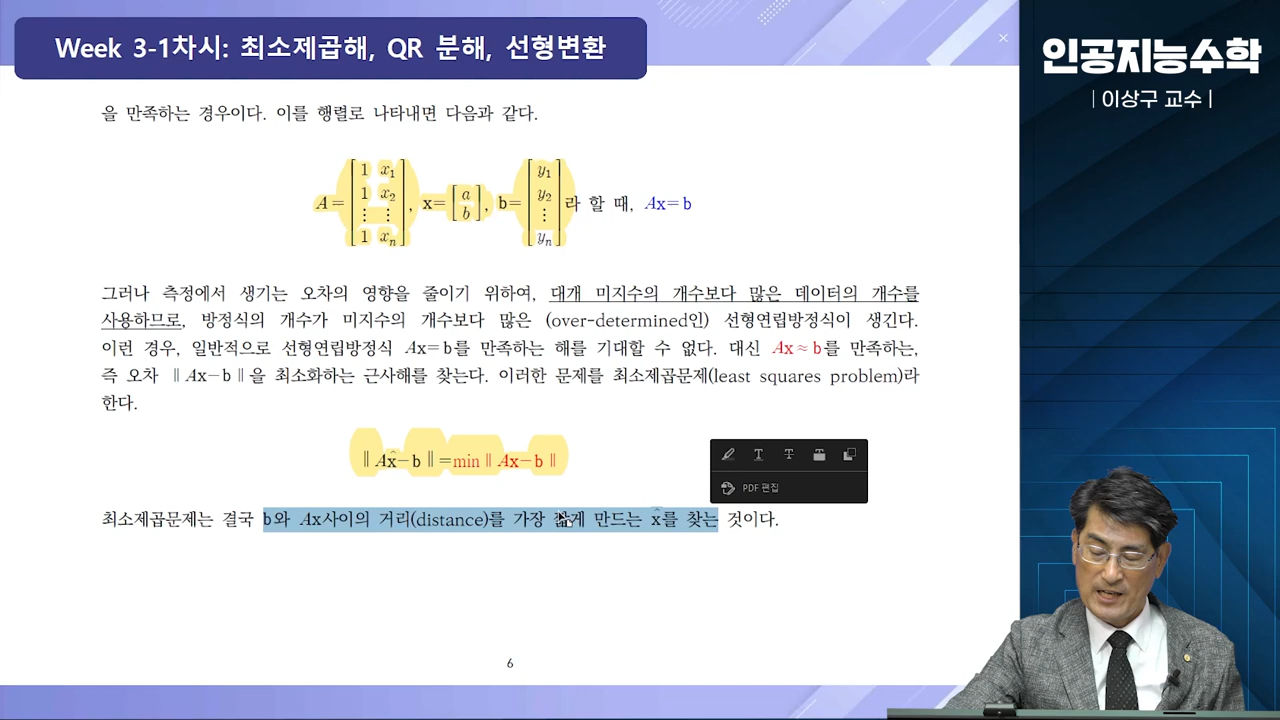 Week 3-1차시: 최소제곱해, QR 분해, 선형변환
인공지능수학
| 이상구 교수 |
을 만족하는 경우이다. 이를 행렬로 나타내면 다음과 같다.
A = [1 x₁; 1 x₂; ⋮ ⋮; 1 xₙ], x = [a; b], b = [y₁; y₂; ⋮; yₙ] 라 할 때, Ax = b
그러나 측정에서 생기는 오차의 영향을 줄이기 위하여, 대개 미지수의 개수보다 많은 데이터의 개수를
사용하므로, 방정식의 개수가 미지수의 개수보다 많은 (over-determined인) 선형연립방정식이 생긴다.
이런 경우, 일반적으로 선형연립방정식 Ax = b를 만족하는 해를 기대할 수 없다. 대신 Ax ≈ b를 만족하는,
즉 오차 ∥Ax − b∥을 최소화하는 근사해를 찾는다. 이러한 문제를 최소제곱문제(least squares problem)라
한다.
∥Ax̂ − b∥ = min∥Ax − b∥
PDF 편집
최소제곱문제는 결국 b와 Ax사이의 거리(distance)를 가장 짧게 만드는 x̂를 찾는 것이다.
6